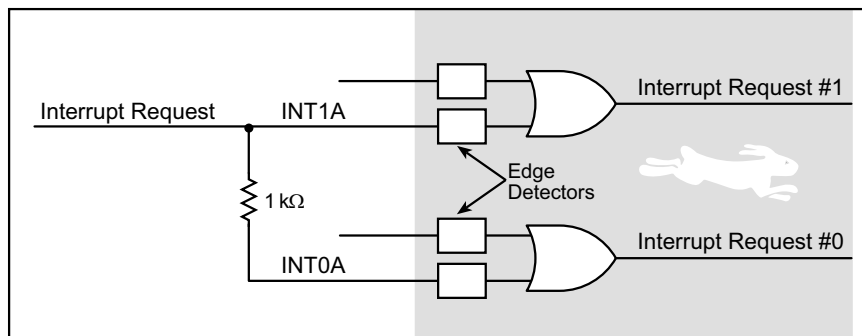 Interrupt Request #1
Interrupt Request
INT1A
Edge
Detectors
1 kΩ
Interrupt Request #0
INT0A